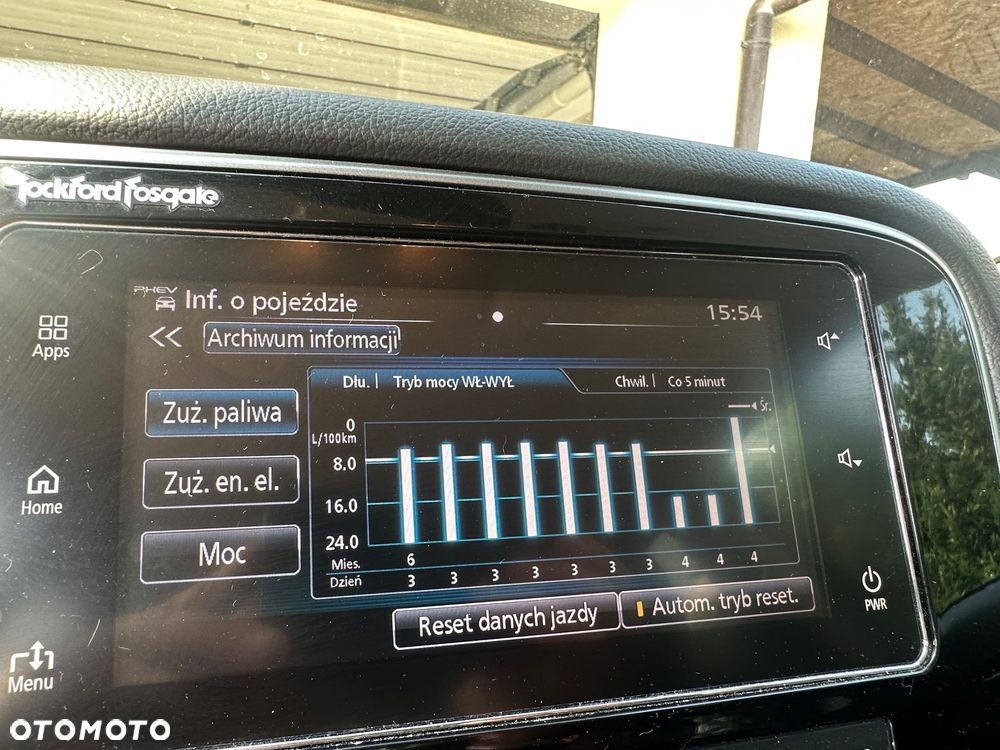 Rockford Fosgate
PHEV
Inf. o pojeździe
15:54
Apps
Archiwum informacji
Dłu. Tryb mocy WŁ-WYŁ
Chwil. Co 5 minut
Zuż. paliwa
Śr.
0
L/100km
8.0
Home
Zuż. en. el.
16.0
24.0
Moc
Mies. 6
Dzień 3 3 3 3 3 3 3 4 4 4
PWR
Reset danych jazdy
Autom. tryb reset.
Menu
OTOMOTO